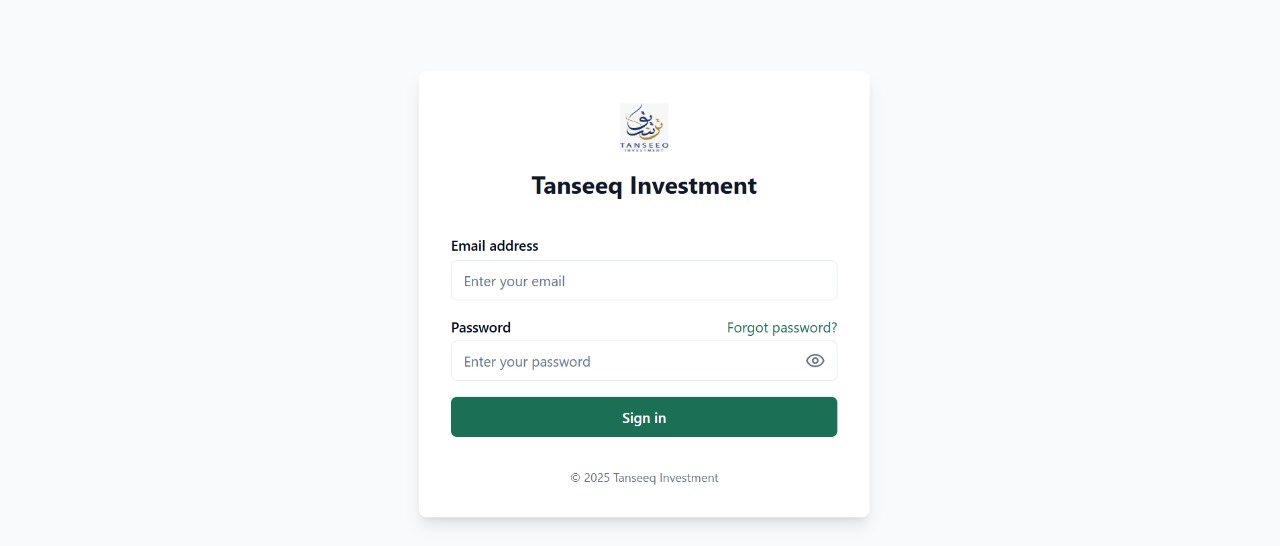 تنسيق
TANSEEQ
INVESTMENT
Tanseeq Investment
Email address
Enter your email
Password Forgot password?
Enter your password
Sign in
© 2025 Tanseeq Investment